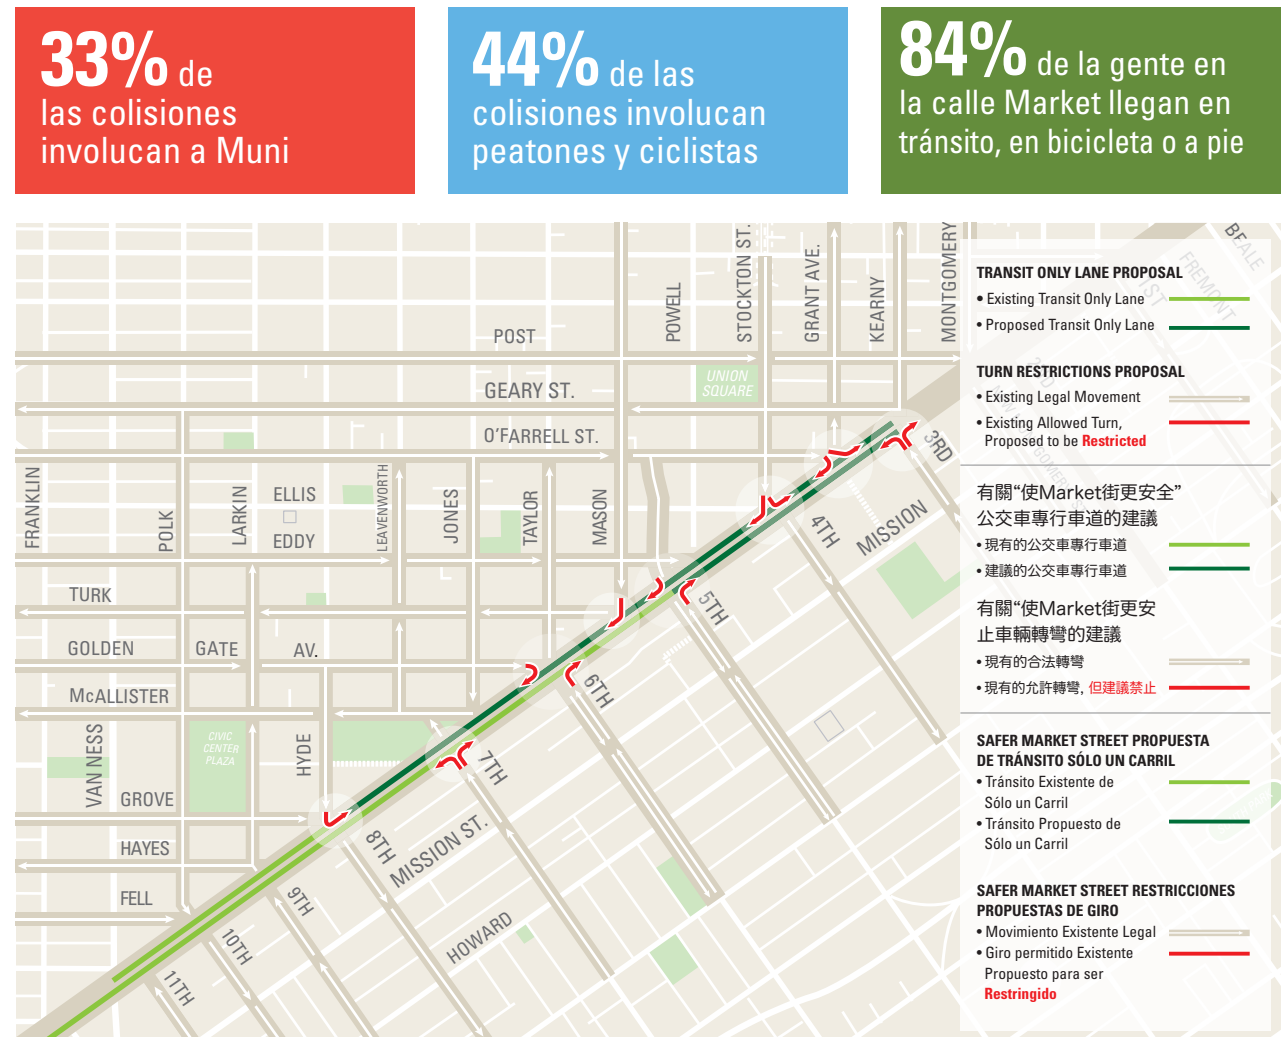 33% de
las colisiones
involucan a Muni
44% de las
colisiones involucan
peatones y ciclistas
84% de la gente en
la calle Market llegan en
tránsito, en bicicleta o a pie
POST
GEARY ST.
O'FARRELL ST.
POWELL
STOCKTON ST.
GRANT AVE.
KEARNY
MONTGOMERY
BEALE
FREMONT
1ST
UNION
SQUARE
3RD
4TH
MISSION
5TH
6TH
7TH
8TH
MISSION ST.
HOWARD
9TH
10TH
11TH
FRANKLIN
POLK
LARKIN
ELLIS
EDDY
LEAVENWORTH
JONES
TAYLOR
MASON
TURK
GOLDEN
GATE
AV.
McALLISTER
VAN NESS
CIVIC
CENTER
PLAZA
HYDE
GROVE
HAYES
FELL
TRANSIT ONLY LANE PROPOSAL
• Existing Transit Only Lane
• Proposed Transit Only Lane
TURN RESTRICTIONS PROPOSAL
• Existing Legal Movement
• Existing Allowed Turn,
Proposed to be Restricted
有關“使Market街更安全”
公交車專行車道的建議
• 現有的公交車專行車道
• 建議的公交車專行車道
有關“使Market街更安
止車輛轉彎的建議
• 現有的合法轉彎
• 現有的允許轉彎, 但建議禁止
SAFER MARKET STREET PROPUESTA
DE TRÁNSITO SÓLO UN CARRIL
• Tránsito Existente de
Sólo un Carril
• Tránsito Propuesto de
Sólo un Carril
SAFER MARKET STREET RESTRICCIONES
PROPUESTAS DE GIRO
• Movimiento Existente Legal
• Giro permitido Existente
Propuesto para ser
Restringido